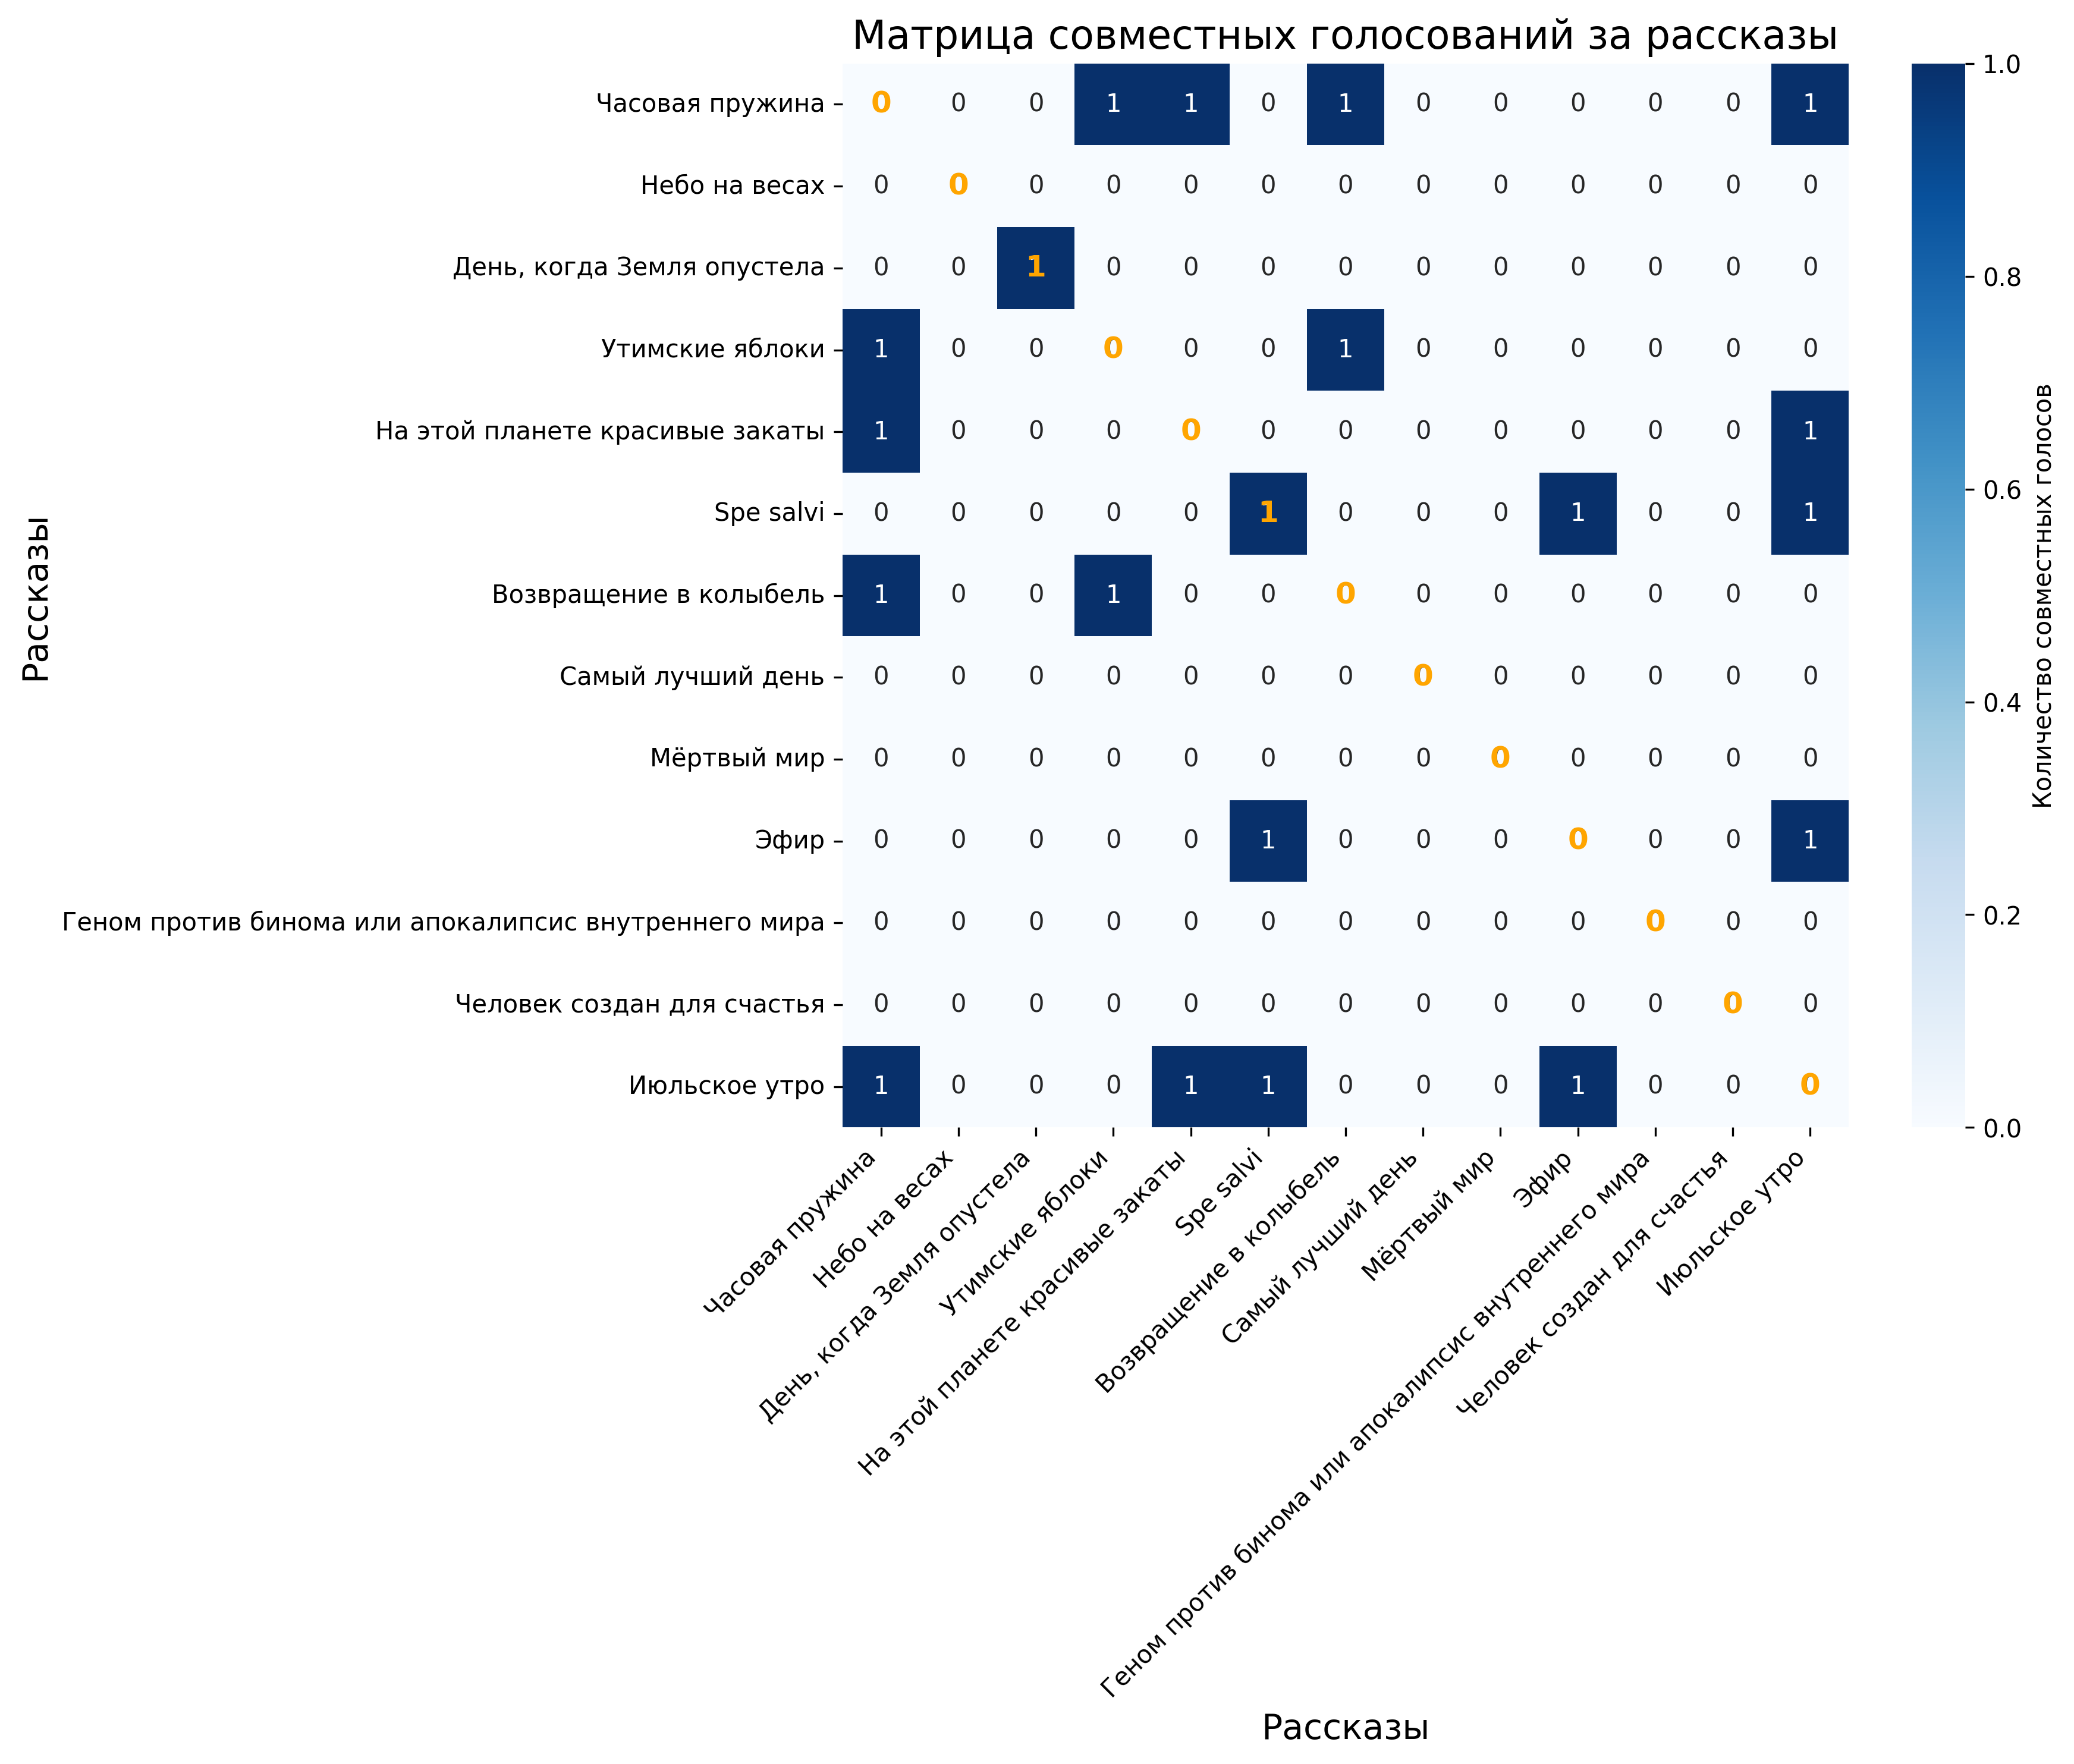 Матрица совместных голосований за рассказы
Рассказы
Часовая пружина 0 0 0 1 1 0 1 0 0 0 0 0 1
Небо на весах 0 0 0 0 0 0 0 0 0 0 0 0 0
День, когда Земля опустела 0 0 1 0 0 0 0 0 0 0 0 0 0
Утимские яблоки 1 0 0 0 0 0 1 0 0 0 0 0 0
На этой планете красивые закаты 1 0 0 0 0 0 0 0 0 0 0 0 1
Spe salvi 0 0 0 0 0 1 0 0 0 1 0 0 1
Возвращение в колыбель 1 0 0 1 0 0 0 0 0 0 0 0 0
Самый лучший день 0 0 0 0 0 0 0 0 0 0 0 0 0
Мёртвый мир 0 0 0 0 0 0 0 0 0 0 0 0 0
Эфир 0 0 0 0 0 1 0 0 0 0 0 0 1
Геном против бинома или апокалипсис внутреннего мира 0 0 0 0 0 0 0 0 0 0 0 0 0
Человек создан для счастья 0 0 0 0 0 0 0 0 0 0 0 0 0
Июльское утро 1 0 0 0 1 1 0 0 0 1 0 0 0
Часовая пружина
Небо на весах
День, когда Земля опустела
Утимские яблоки
На этой планете красивые закаты
Spe salvi
Возвращение в колыбель
Самый лучший день
Мёртвый мир
Эфир
Геном против бинома или апокалипсис внутреннего мира
Человек создан для счастья
Июльское утро
Рассказы
1.0
0.8
0.6
0.4
0.2
0.0
Количество совместных голосов